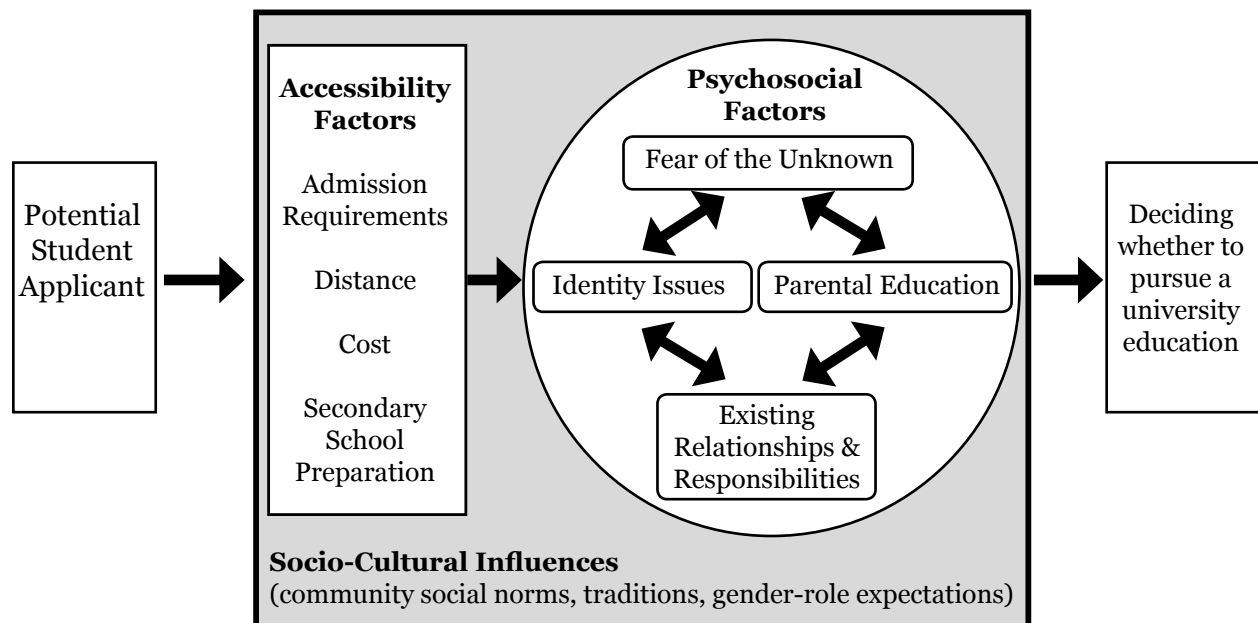 Potential
Student
Applicant
Accessibility
Factors
Admission
Requirements
Distance
Cost
Secondary
School
Preparation
Psychosocial
Factors
Fear of the Unknown
Identity Issues
Parental Education
Existing
Relationships &
Responsibilities
Socio-Cultural Influences
(community social norms, traditions, gender-role expectations)
Deciding
whether to
pursue a
university
education